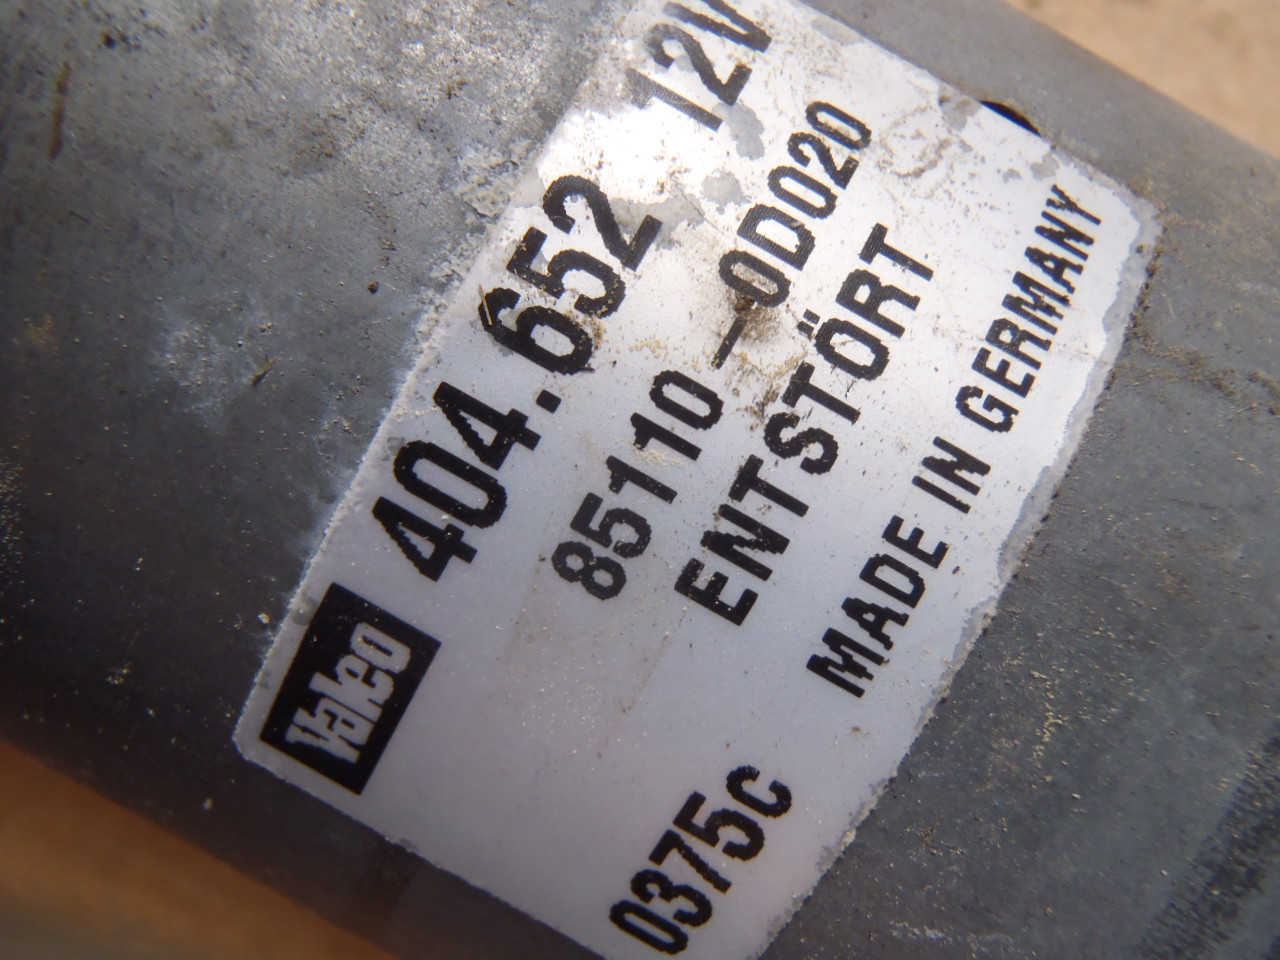 Valeo
404.652 12V
85110-0D020
ENTSTÖRT
MADE IN GERMANY
0375C